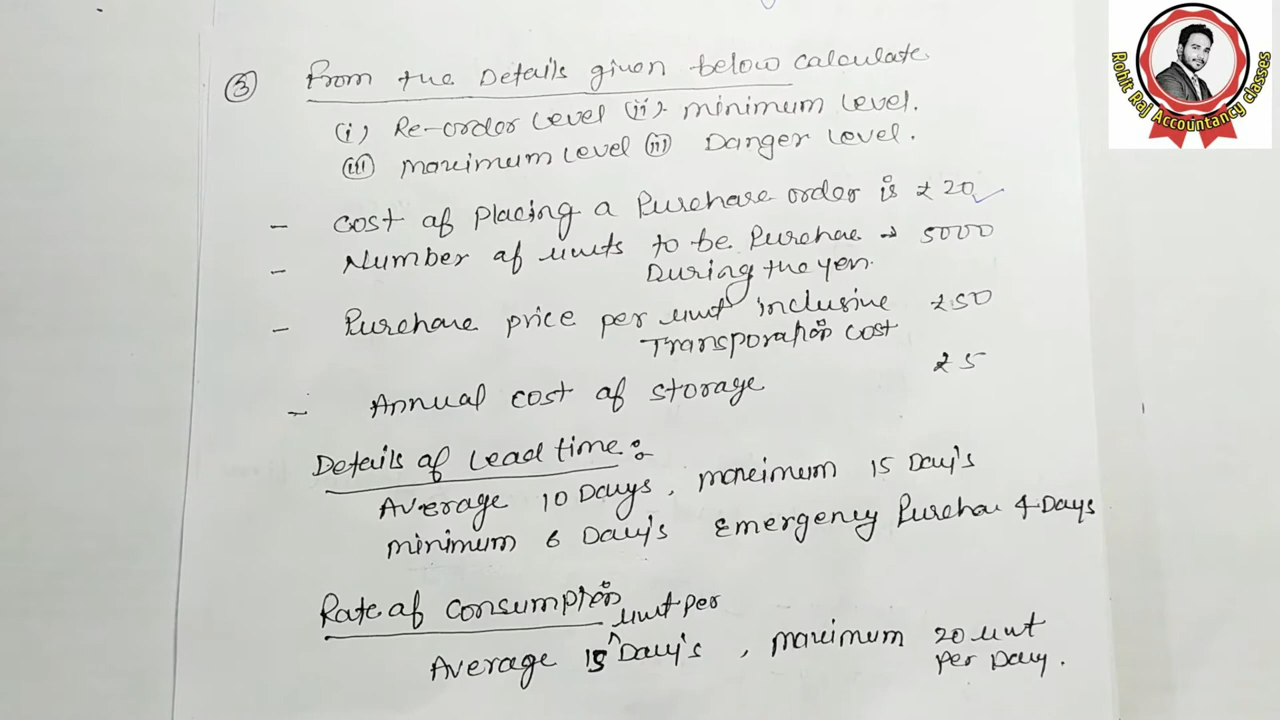 ③ From the Details given below calculate
(i) Re-order Level (ii) minimum Level.
(iii) maximum Level (iii) Danger Level.
- Cost of Placing a Purchase order is ₹ 20
- Number of units to be Purchase → 5000
During the year.
- Purchase price per unit inclusive ₹50
Transporation cost
- Annual cost of storage ₹ 5
Details of Lead time :
Average 10 Days, maximum 15 Day's
minimum 6 Day's Emergency Purchase 4 Days
Rate of consumption
unit per
Average 15 ^ Day's, maximum 20 unit
per Day.
Rohit Raj Accountancy classes